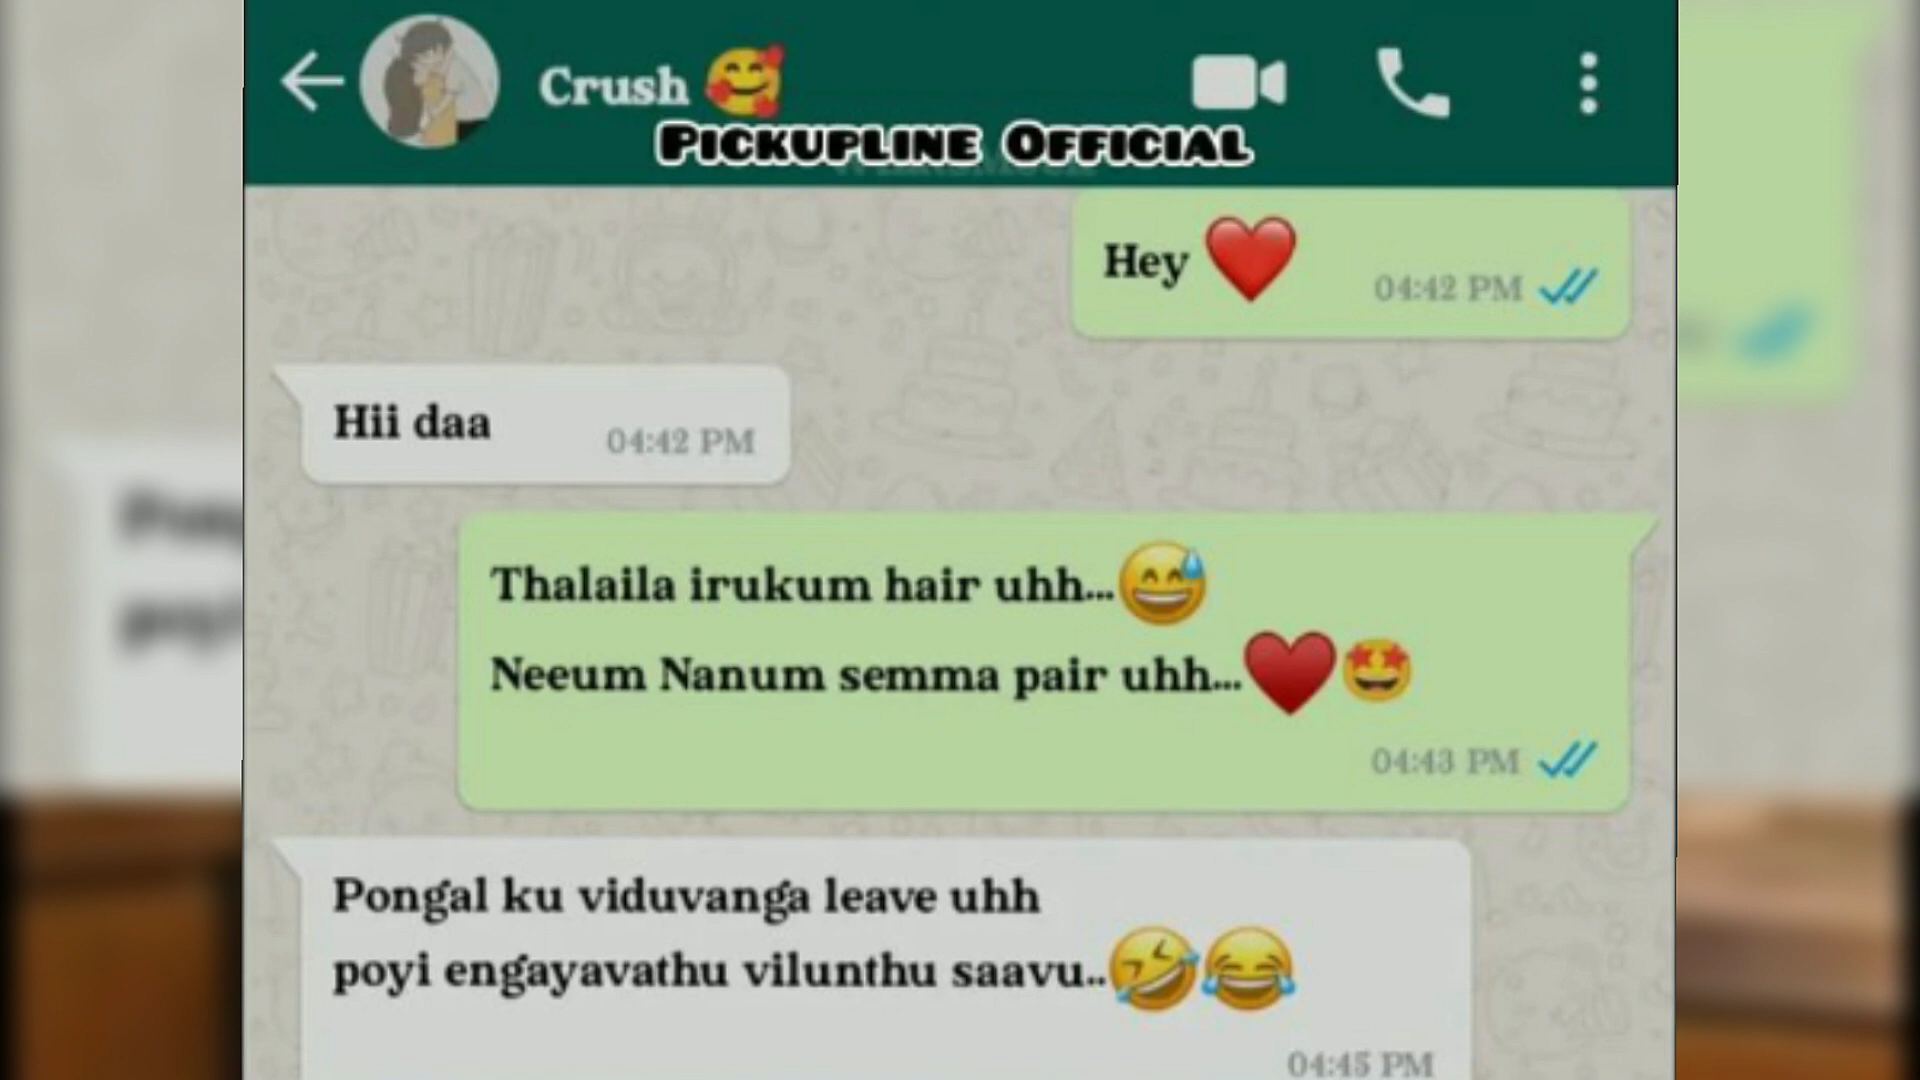 Crush 🥰
PICKUPLINE OFFICIAL
Hey ❤️
04:42 PM
Hii daa
04:42 PM
Thalaila irukum hair uhh...😅
Neeum Nanum semma pair uhh...❤️🤩
04:43 PM
Pongal ku viduvanga leave uhh
poyi engayavathu vilunthu saavu..🤣😂
04:45 PM